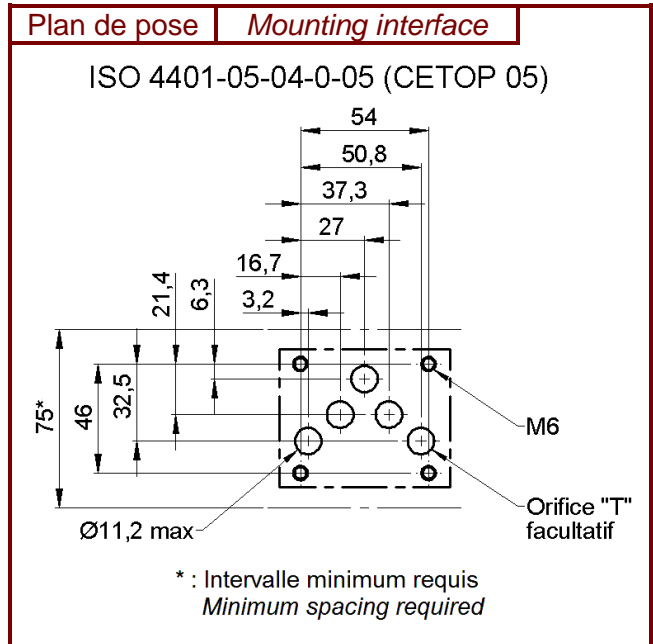 Plan de pose Mounting interface
ISO 4401-05-04-0-05 (CETOP 05)
54
50,8
37,3
27
16,7
3,2
21,4
6,3
75*
46
32,5
M6
Ø11,2 max
Orifice "T"
facultatif
* : Intervalle minimum requis
Minimum spacing required